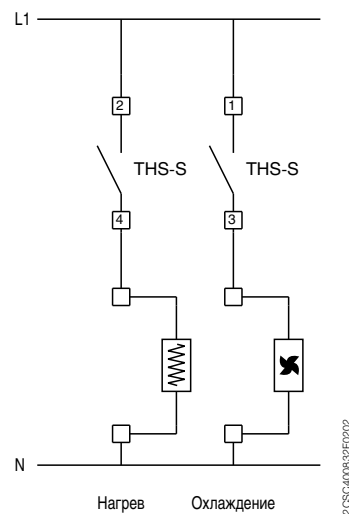 L1
2
1
THS-S
THS-S
4
3
N
Нагрев
Охлаждение
2CSC400832F0202